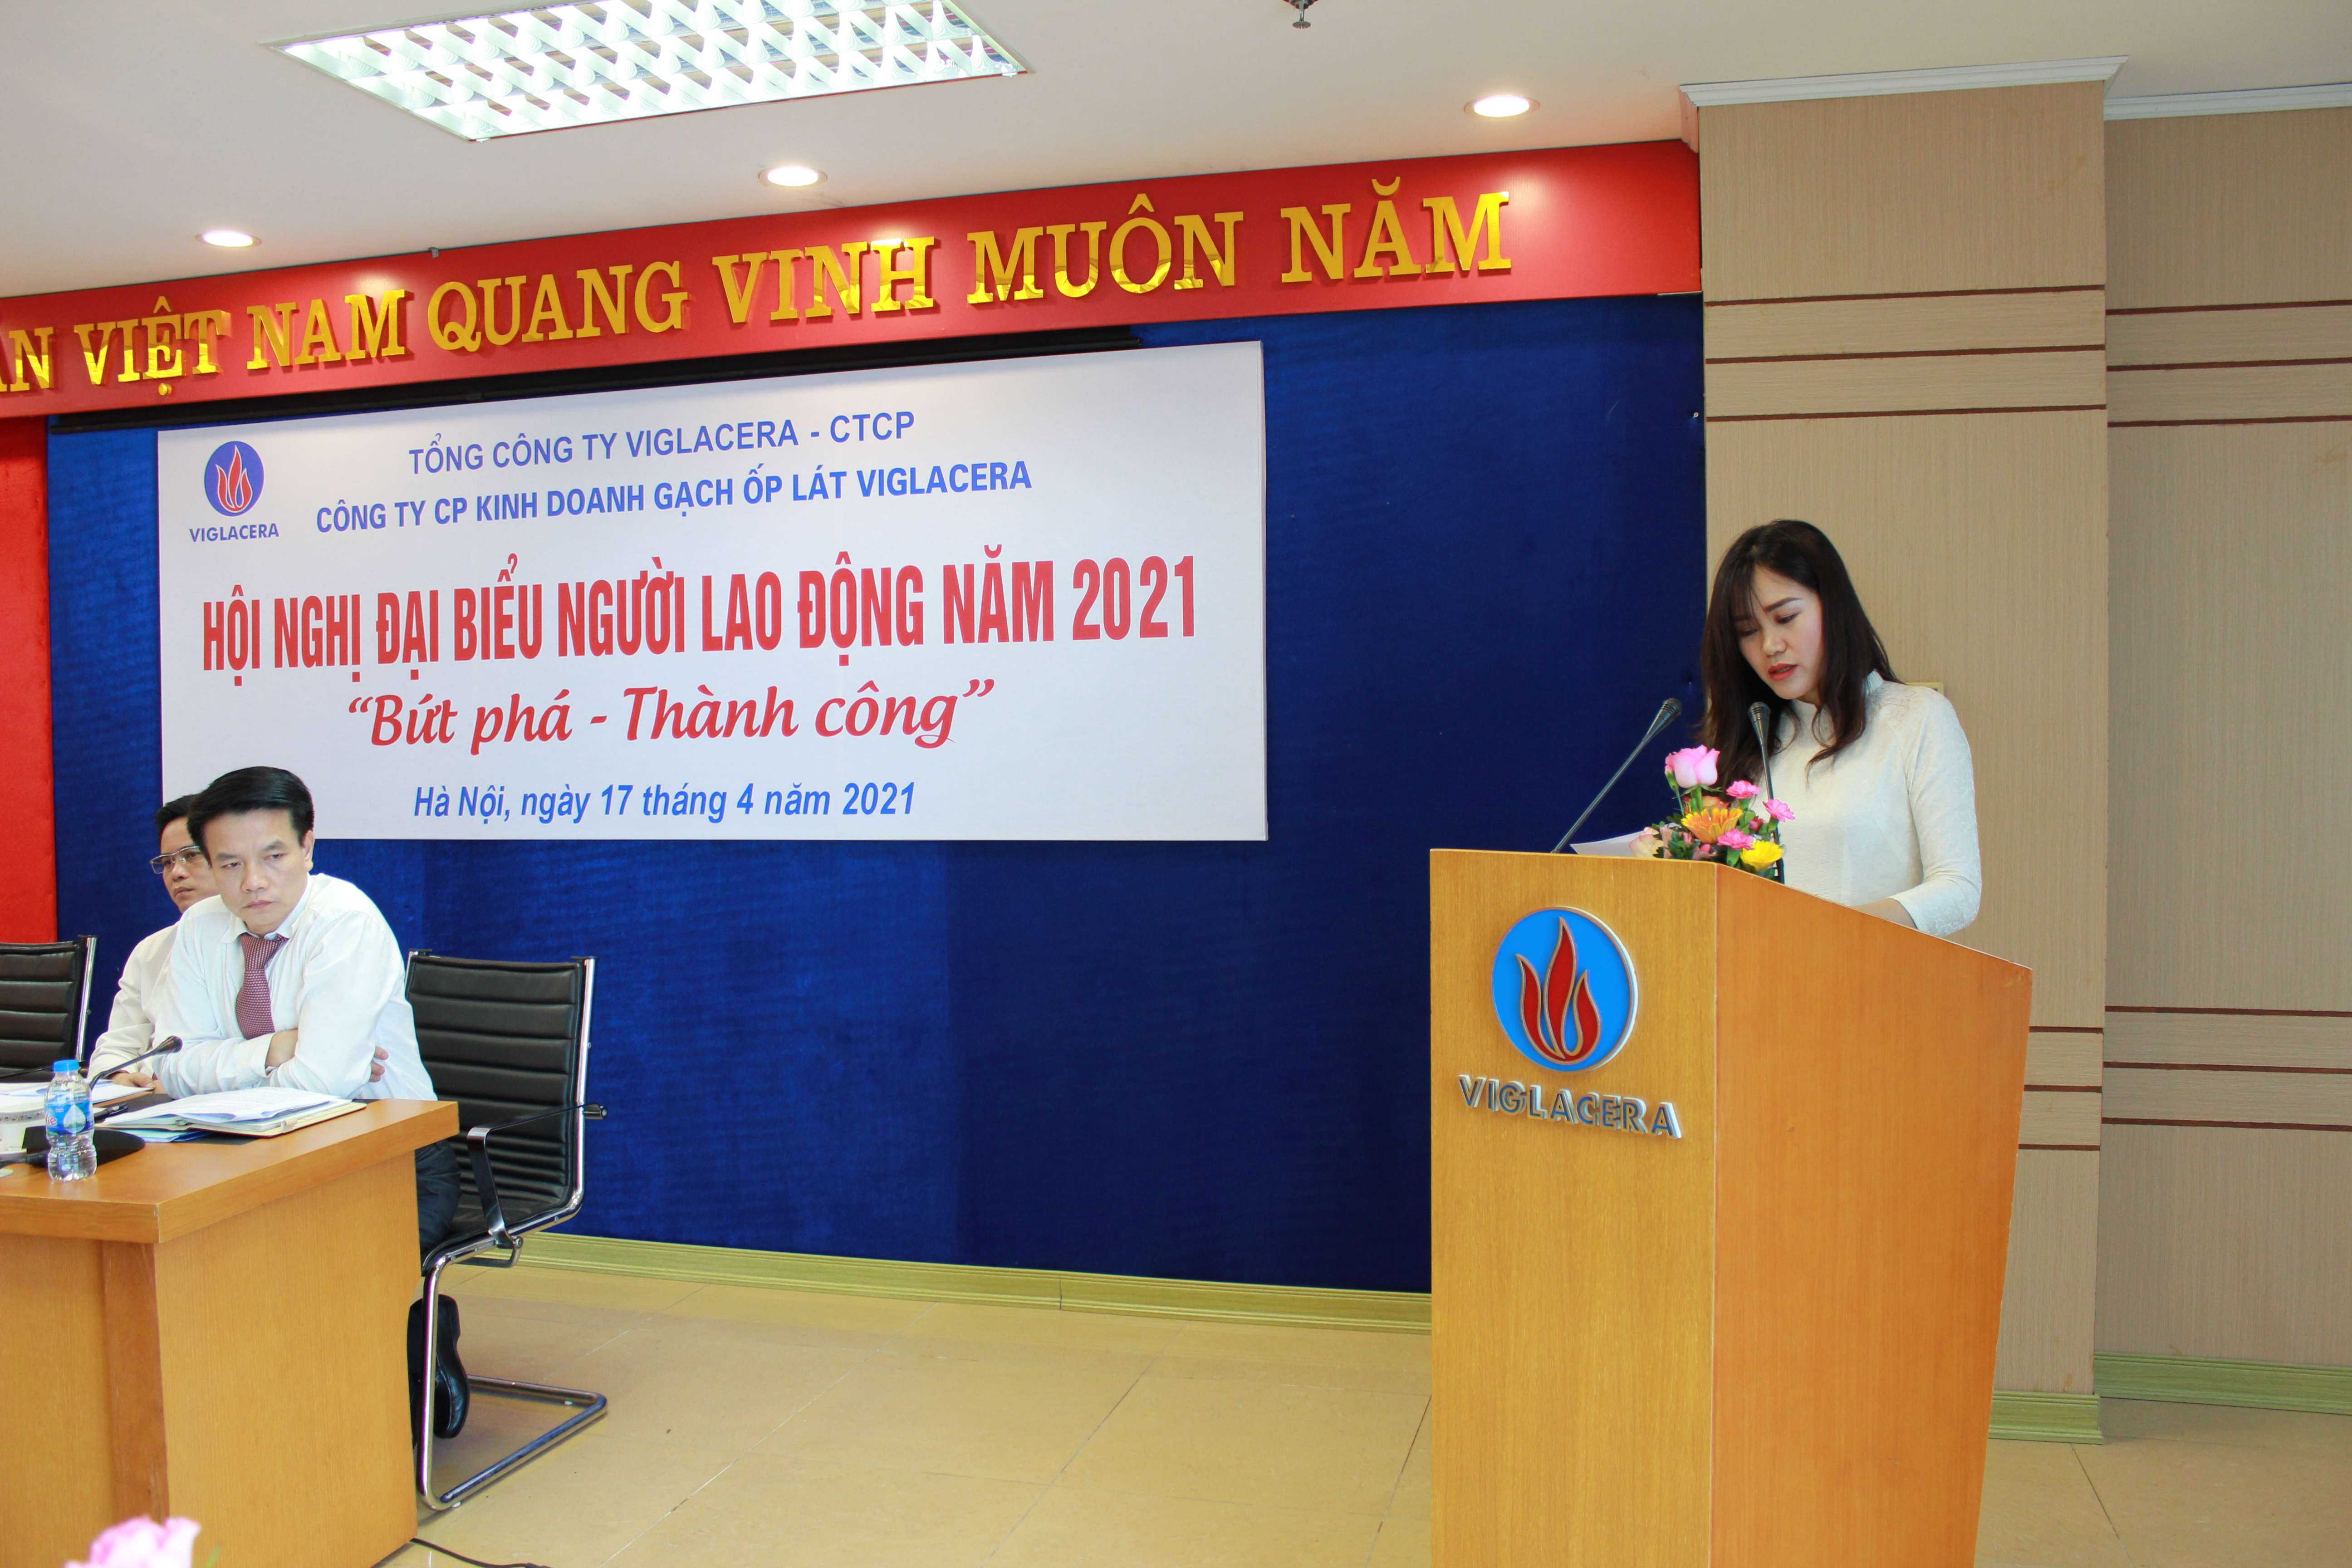 VIỆT NAM QUANG VINH MUÔN NĂM
TỔNG CÔNG TY VIGLACERA - CTCP
CÔNG TY CP KINH DOANH GẠCH ỐP LÁT VIGLACERA
VIGLACERA
HỘI NGHỊ ĐẠI BIỂU NGƯỜI LAO ĐỘNG NĂM 2021
“Bứt phá - Thành công”
Hà Nội, ngày 17 tháng 4 năm 2021
VIGLACERA